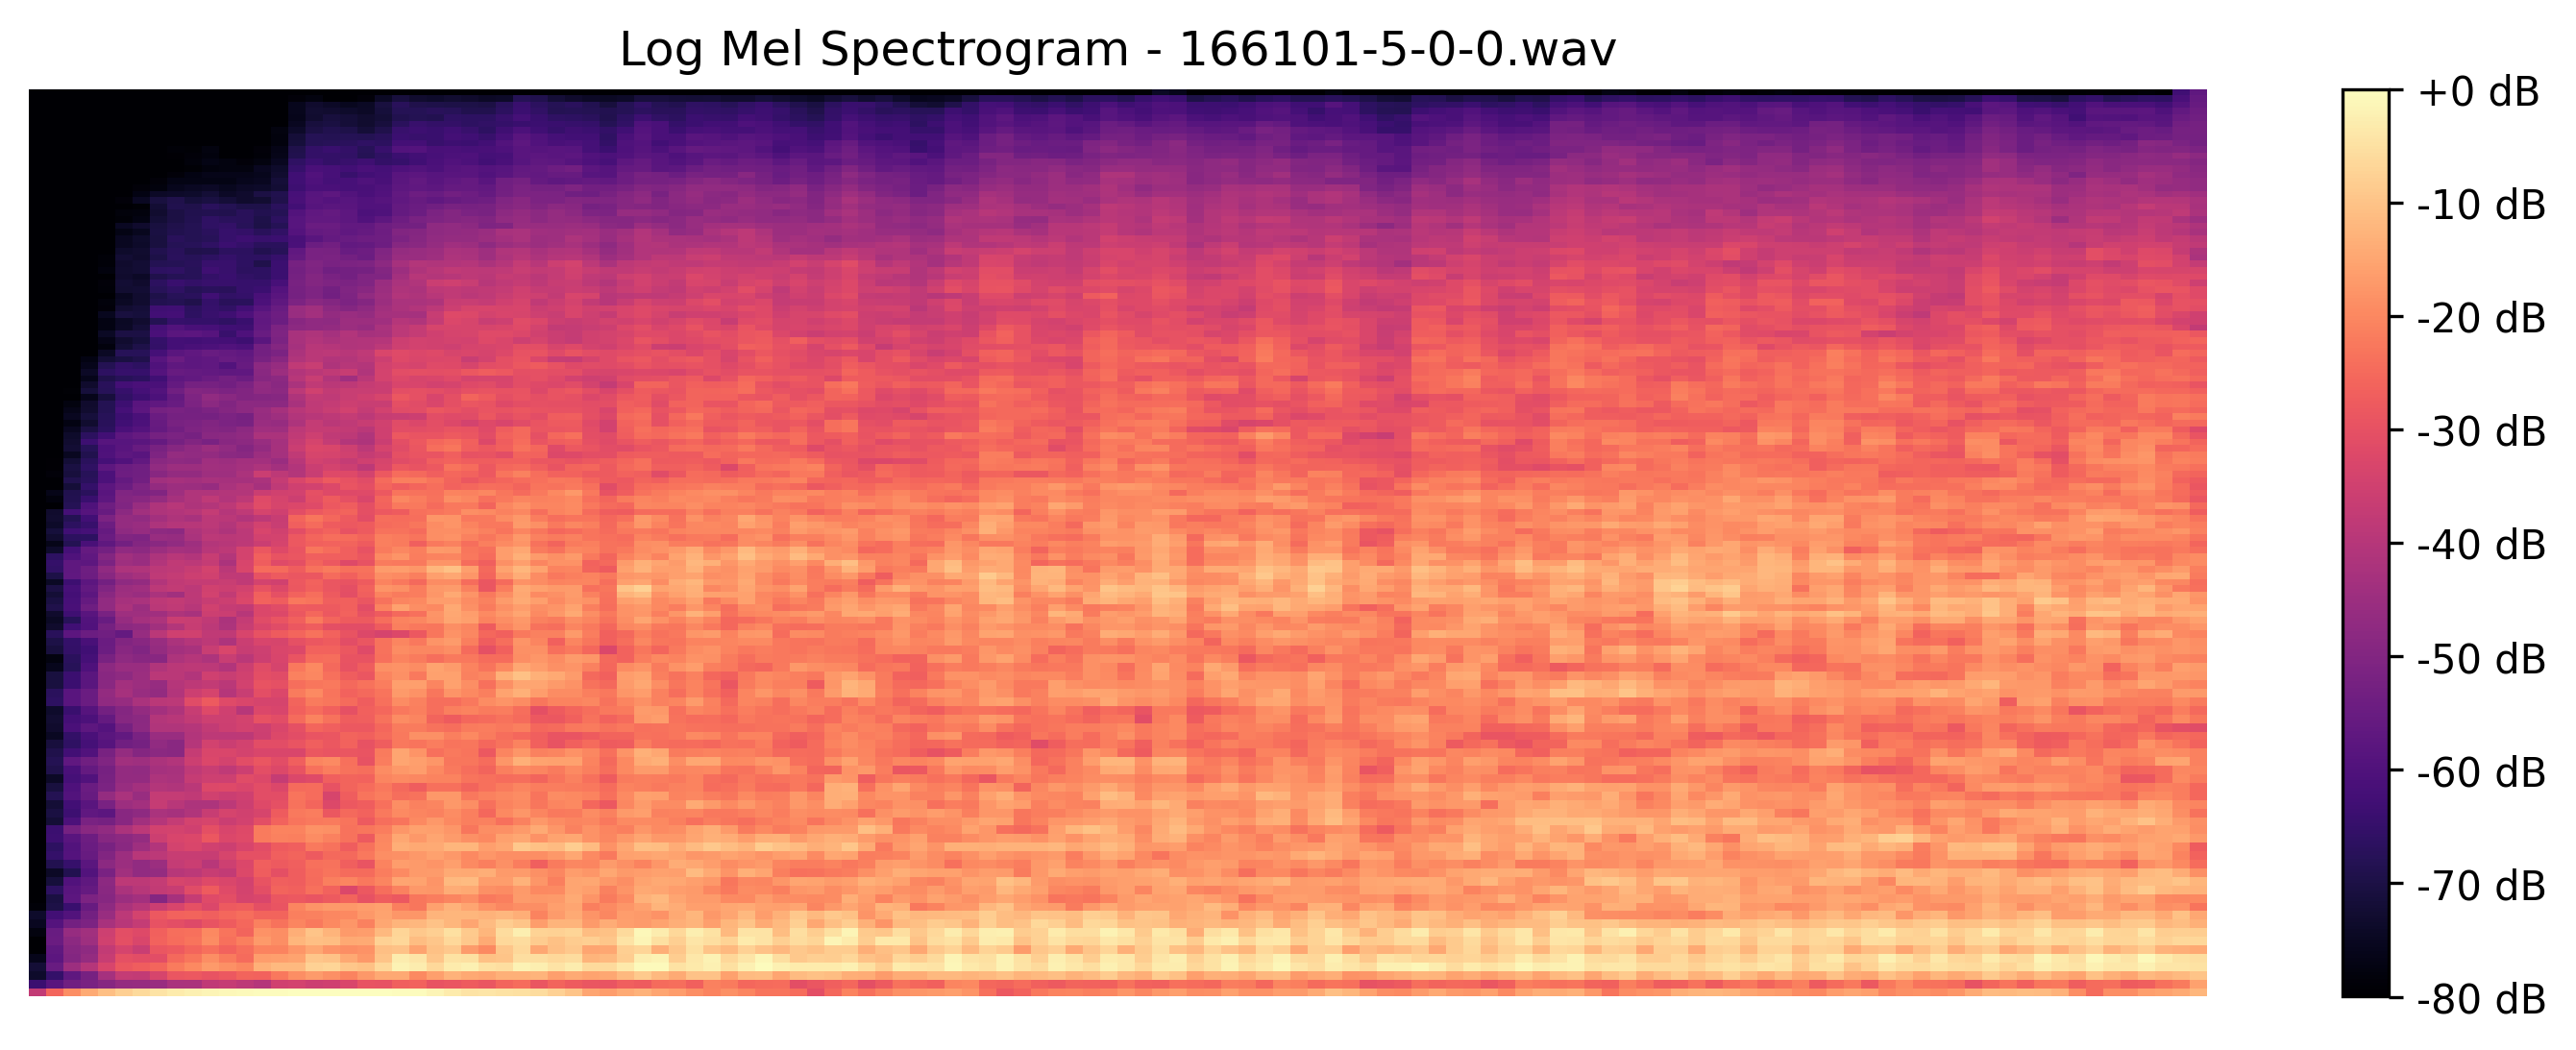 Log Mel Spectrogram - 166101-5-0-0.wav
+0 dB
-10 dB
-20 dB
-30 dB
-40 dB
-50 dB
-60 dB
-70 dB
-80 dB